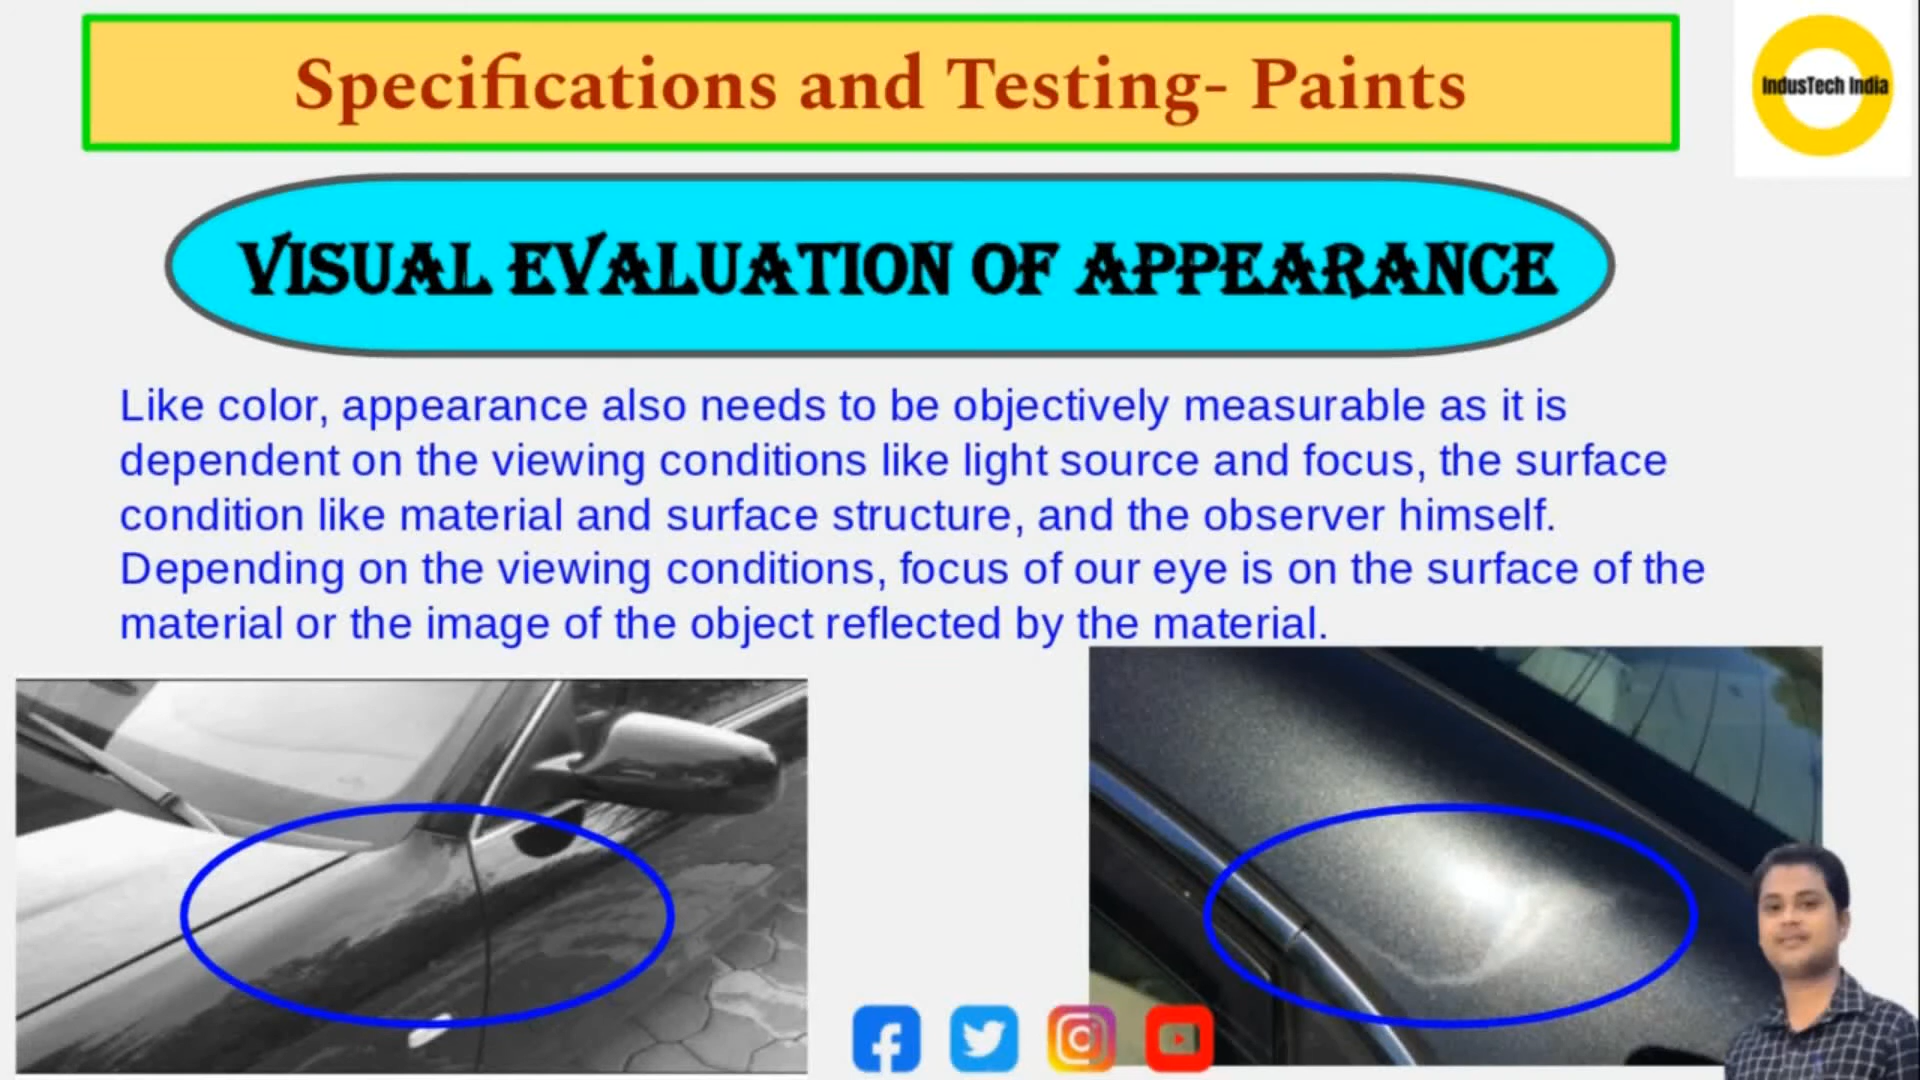 Specifications and Testing- Paints
IndusTech India
VISUAL EVALUATION OF APPEARANCE
Like color, appearance also needs to be objectively measurable as it is
dependent on the viewing conditions like light source and focus, the surface
condition like material and surface structure, and the observer himself.
Depending on the viewing conditions, focus of our eye is on the surface of the
material or the image of the object reflected by the material.